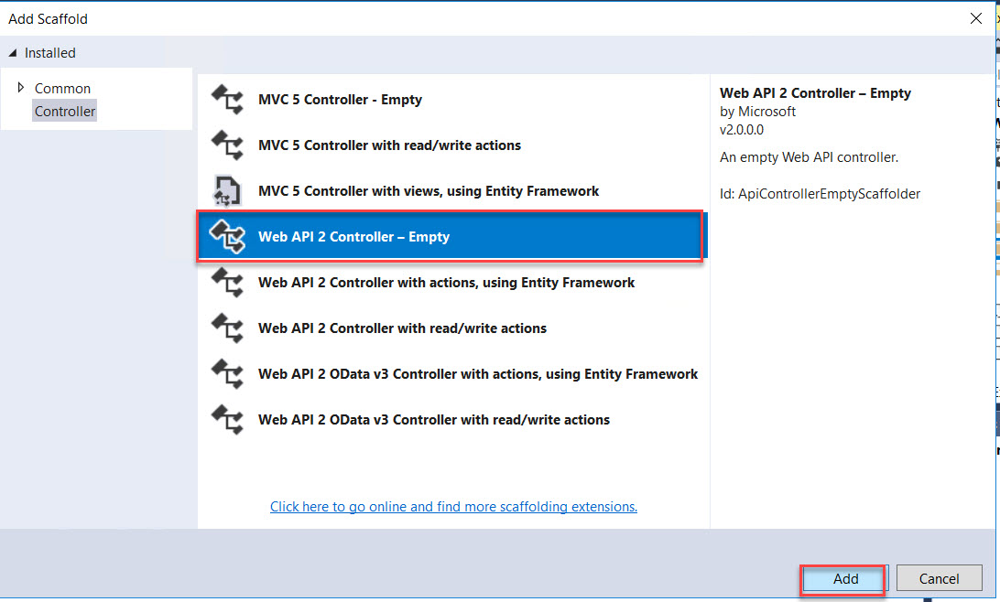 Add Scaffold
Installed
Common
Controller
MVC 5 Controller - Empty
MVC 5 Controller with read/write actions
MVC 5 Controller with views, using Entity Framework
Web API 2 Controller – Empty
Web API 2 Controller with actions, using Entity Framework
Web API 2 Controller with read/write actions
Web API 2 OData v3 Controller with actions, using Entity Framework
Web API 2 OData v3 Controller with read/write actions
Click here to go online and find more scaffolding extensions.
Web API 2 Controller – Empty
by Microsoft
v2.0.0.0
An empty Web API controller.
Id: ApiControllerEmptyScaffolder
Add
Cancel